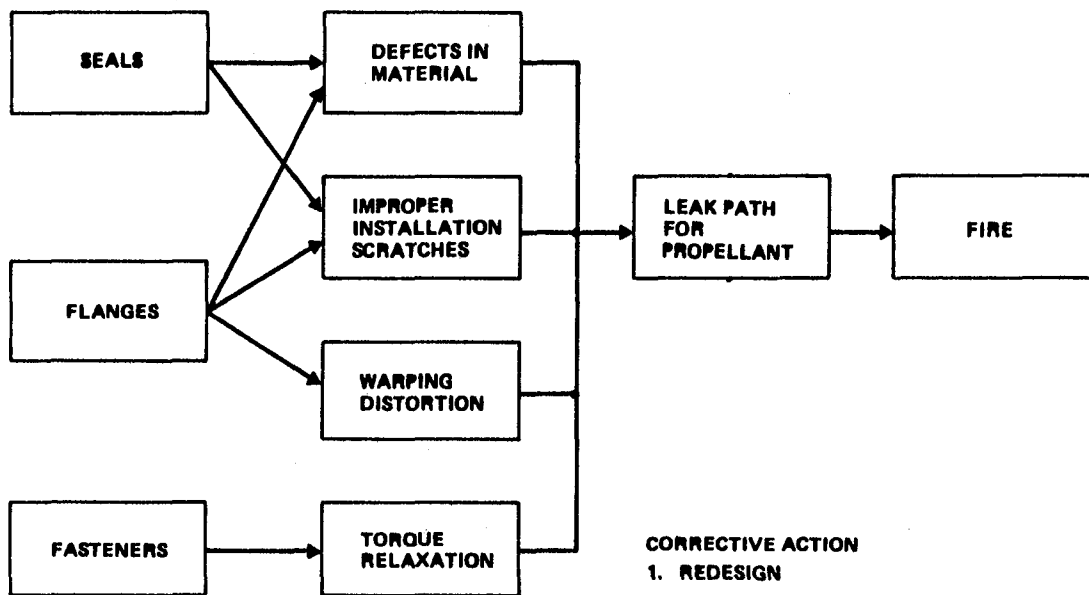 SEALS
DEFECTS IN
MATERIAL
IMPROPER
INSTALLATION
SCRATCHES
LEAK PATH
FOR
PROPELLANT
FIRE
FLANGES
WARPING
DISTORTION
FASTENERS
TORQUE
RELAXATION
CORRECTIVE ACTION
1. REDESIGN